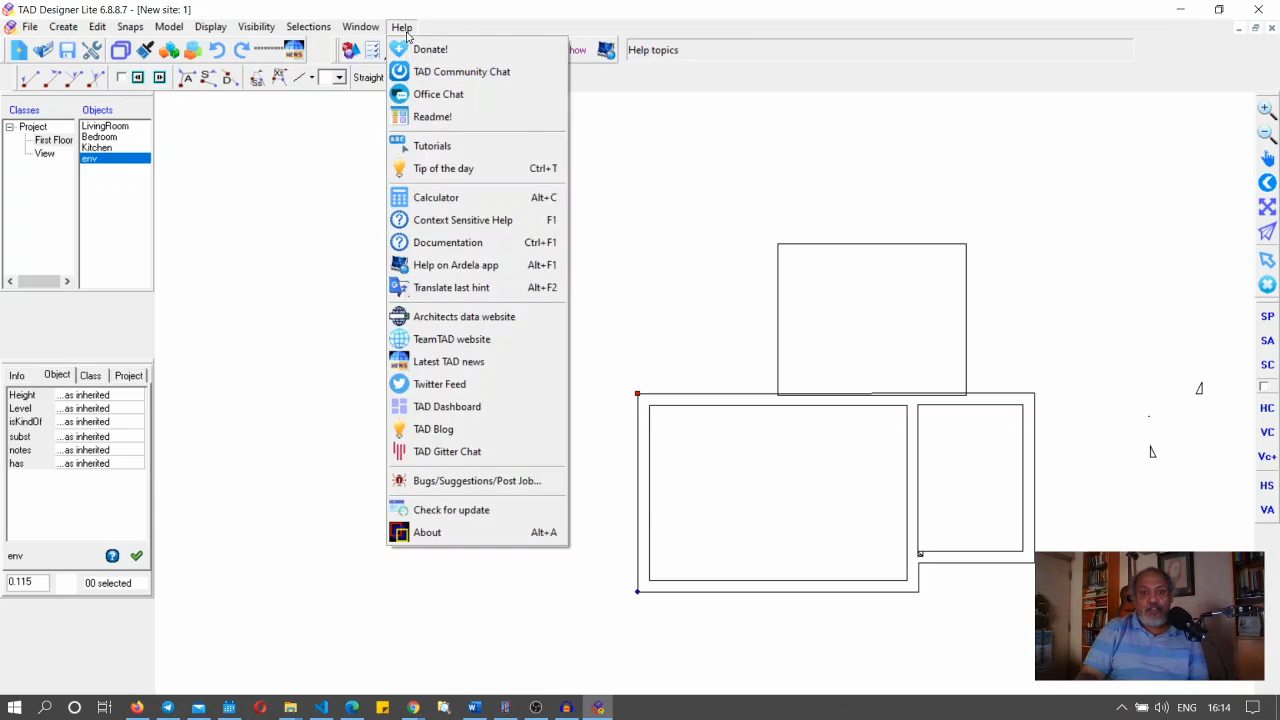 TAD Designer Lite 6.8.8.7 - [New site: 1]
File Create Edit Snaps Model Display Visibility Selections Window Help
NEWS
Help topics
Straight
Classes Objects
Project
First Floor
View
LivingRoom
Bedroom
Kitchen
env
Donate!
TAD Community Chat
Office Chat
Readme!
Tutorials
Tip of the day Ctrl+T
Calculator Alt+C
Context Sensitive Help F1
Documentation Ctrl+F1
Help on Ardela app Alt+F1
Translate last hint Alt+F2
Architects data website
TeamTAD website
Latest TAD news
Twitter Feed
TAD Dashboard
TAD Blog
TAD Gitter Chat
Bugs/Suggestions/Post Job...
Check for update
About Alt+A
Info Object Class Project
Height ...as inherited
Level ...as inherited
isKindOf ...as inherited
subst ...as inherited
notes ...as inherited
has ...as inherited
env
0.115 00 selected
SP
SA
SC
HC
VC
Vc+
HS
VA
16:14